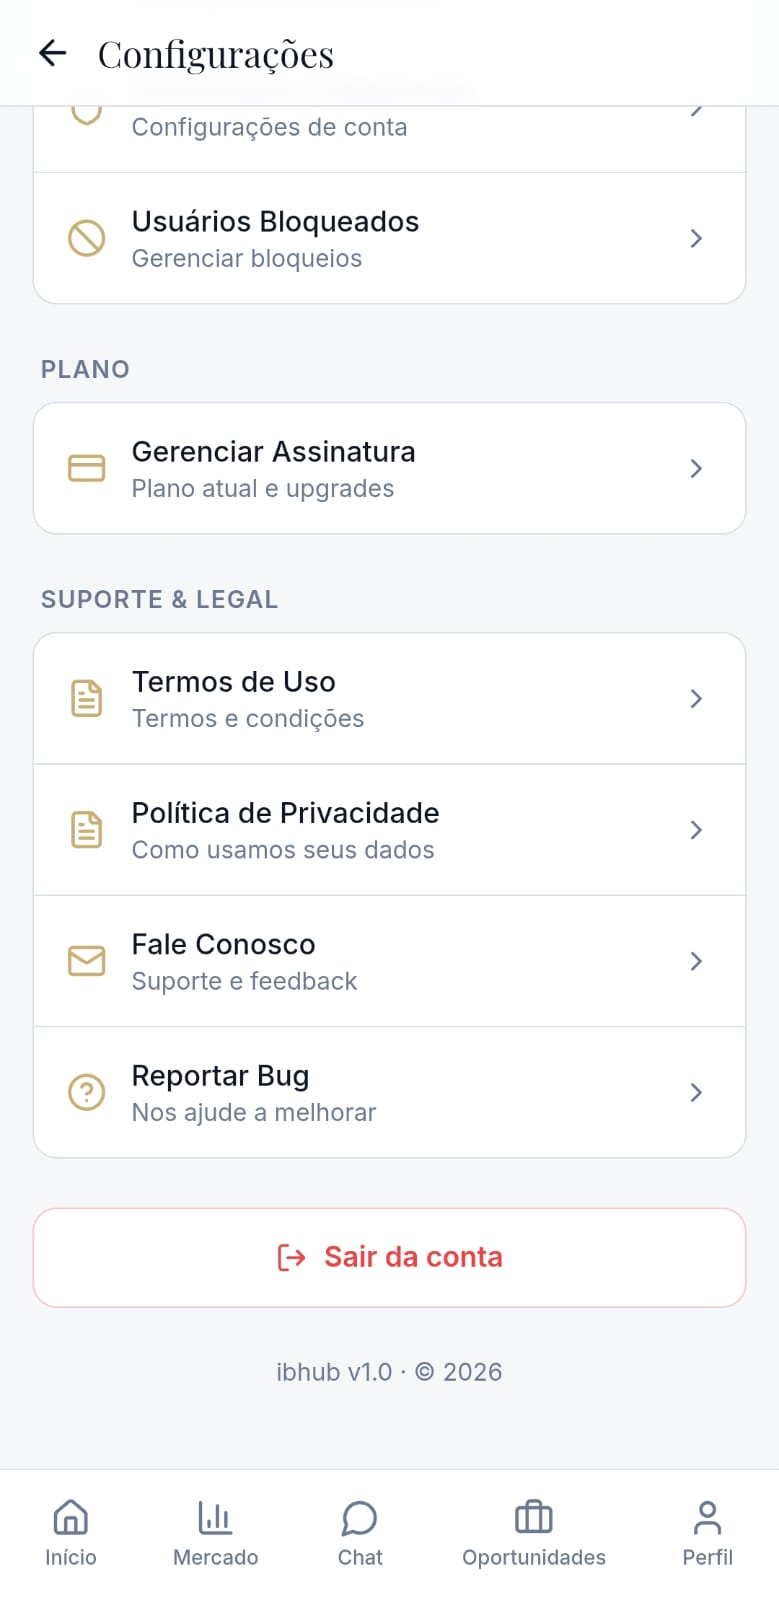 Configurações
Configurações de conta
Usuários Bloqueados
Gerenciar bloqueios
PLANO
Gerenciar Assinatura
Plano atual e upgrades
SUPORTE & LEGAL
Termos de Uso
Termos e condições
Política de Privacidade
Como usamos seus dados
Fale Conosco
Suporte e feedback
Reportar Bug
Nos ajude a melhorar
Sair da conta
ibhub v1.0 · © 2026
Início
Mercado
Chat
Oportunidades
Perfil